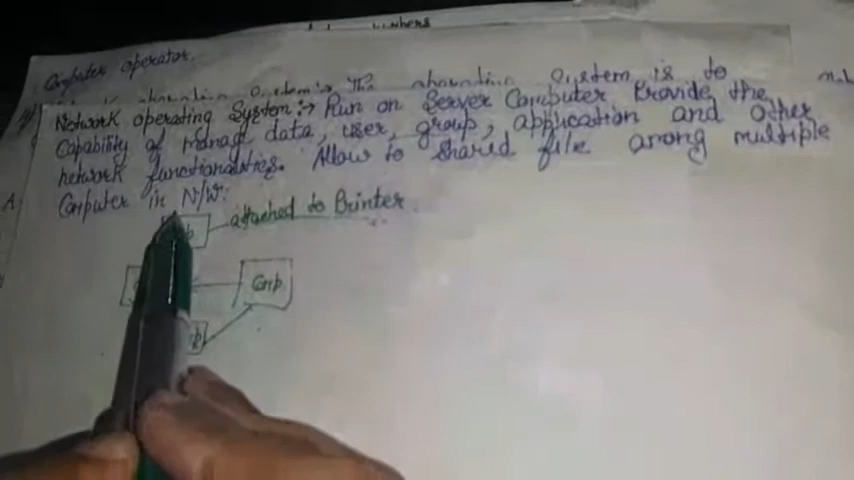 Computer operator.
Network operating System :→ Run on Server Computer Provide the
Capability of manage data, user, group, application and other
network functionalities. Allow to shared file among multiple
Computer in N/W.
attached to Printer
Cmp